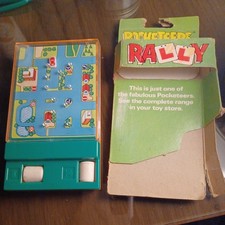 POCKETEERS
RALLY
This is just one of
the fabulous Pocketeers
See the complete range
in your toy store.